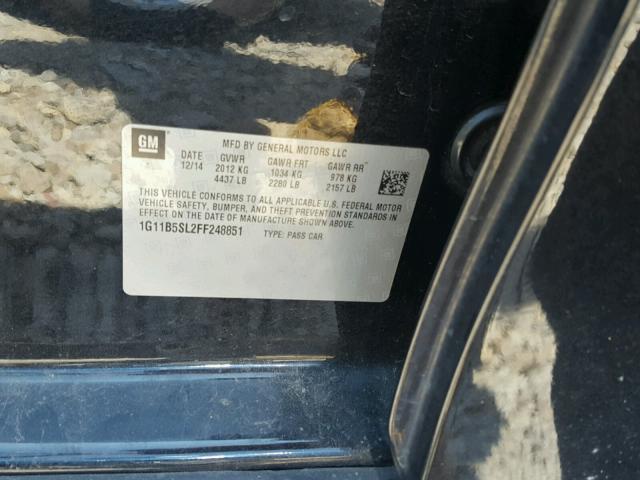 GM
MFD BY GENERAL MOTORS LLC
DATE GVWR GAWR FRT GAWR RR
12/14 2012 KG 1034 KG 978 KG
4437 LB 2280 LB 2157 LB
THIS VEHICLE CONFORMS TO ALL APPLICABLE U.S. FEDERAL MOTOR
VEHICLE SAFETY, BUMPER, AND THEFT PREVENTION STANDARDS IN
EFFECT ON THE DATE OF MANUFACTURE SHOWN ABOVE.
1G11B5SL2FF248851 TYPE: PASS CAR